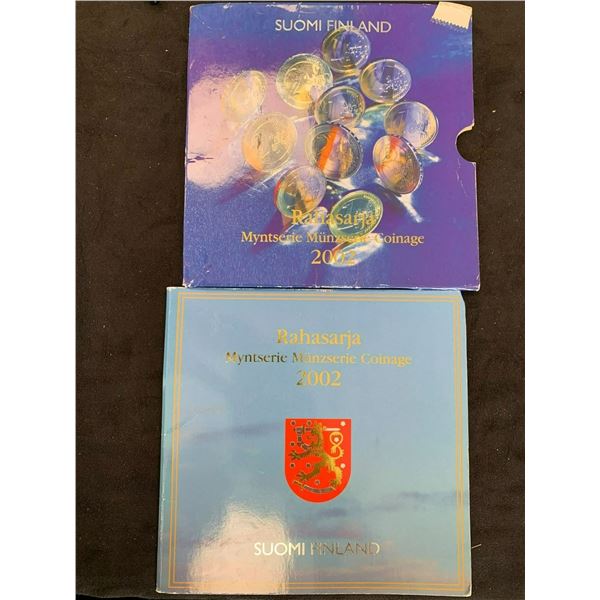 SUOMI FINLAND
Rahasarja
Myntserie Münzserie Coinage
2002
Rahasarja
Myntserie Münzserie Coinage
2002
SUOMI FINLAND